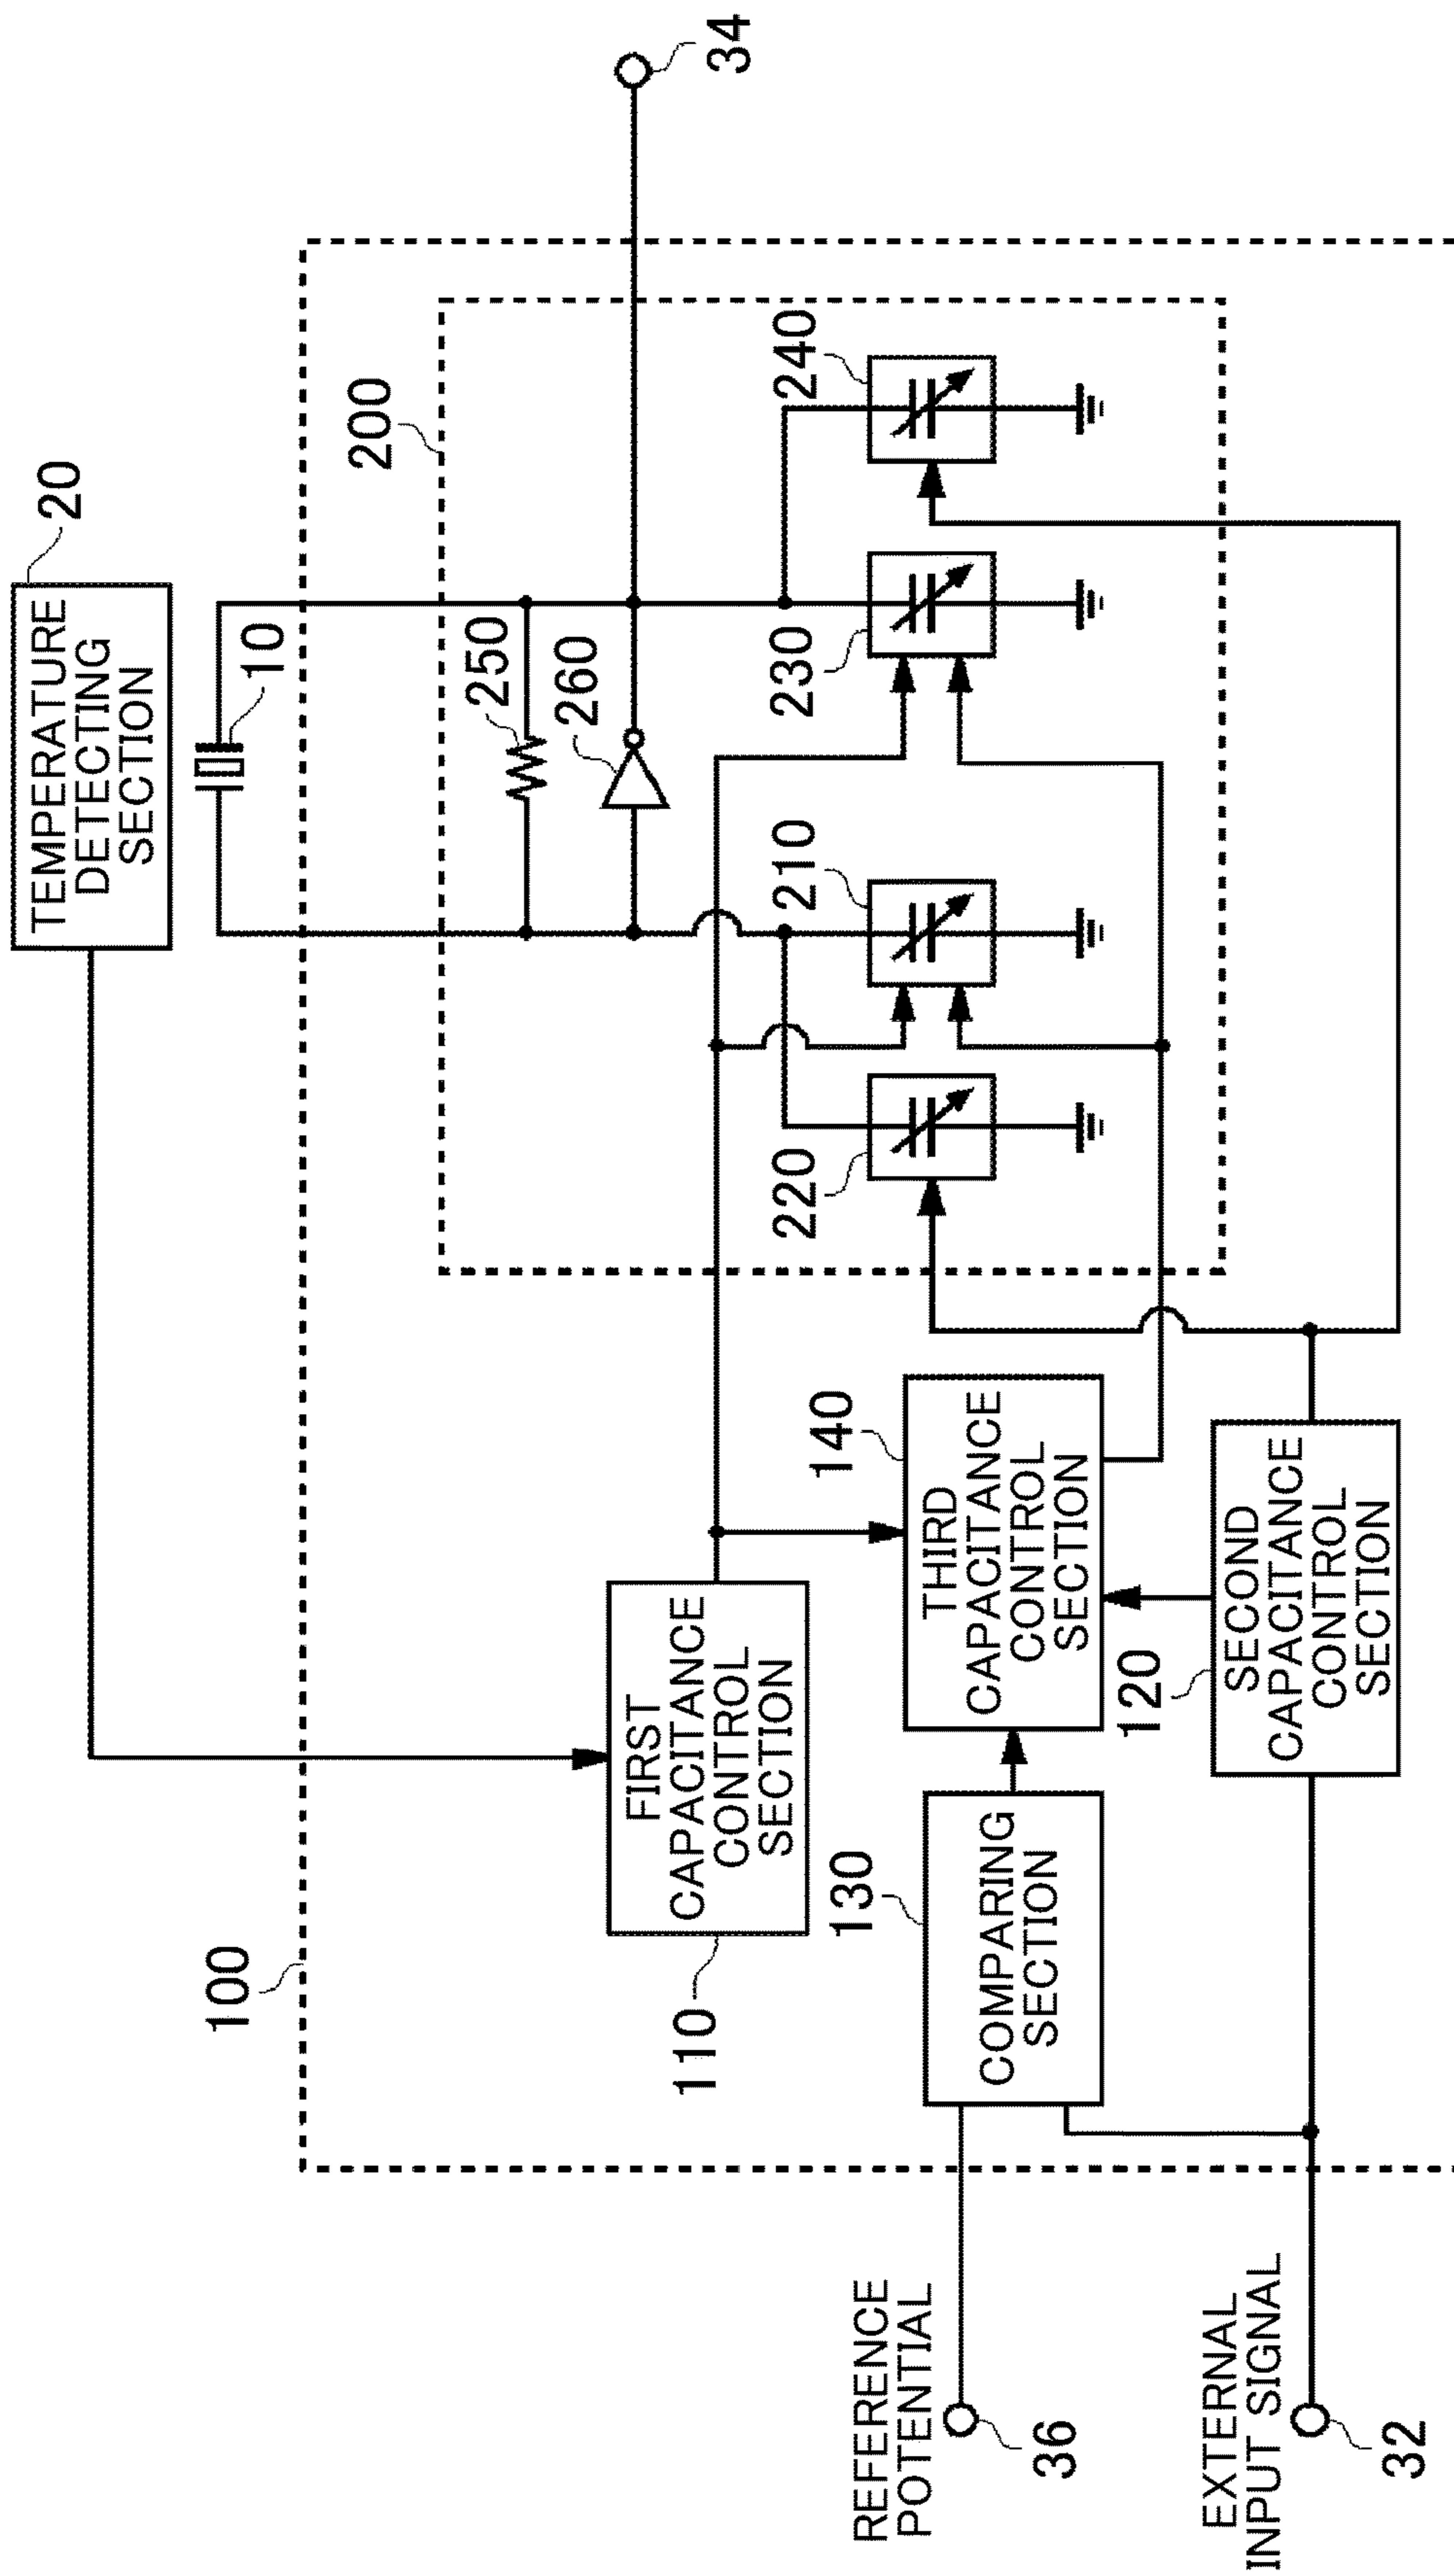 TEMPERATURE
DETECTING
SECTION
20
10
100
200
250
260
34
FIRST
CAPACITANCE
CONTROL
SECTION
110
220
210
230
240
REFERENCE
POTENTIAL
36
130
COMPARING
SECTION
140
THIRD
CAPACITANCE
CONTROL
SECTION
EXTERNAL
INPUT SIGNAL
32
120
SECOND
CAPACITANCE
CONTROL
SECTION